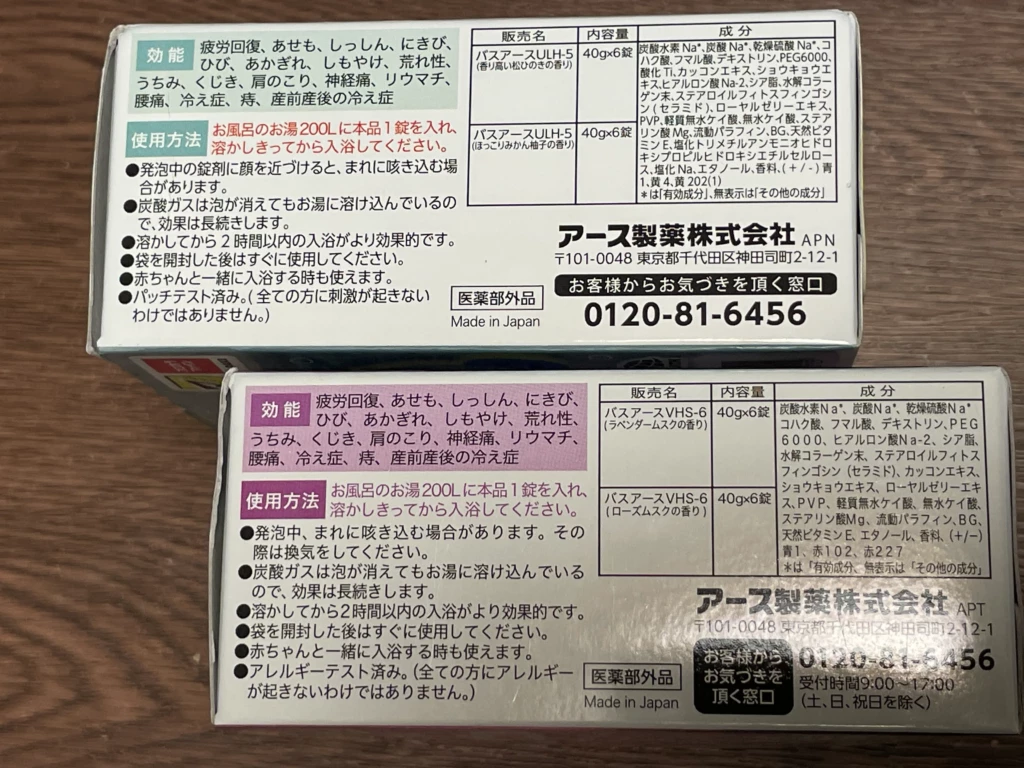 効能
疲労回復、あせも、しっしん、にきび、
ひび、あかぎれ、しもやけ、荒れ性、
うちみ、くじき、肩のこり、神経痛、リウマチ、
腰痛、冷え症、痔、産前産後の冷え症
使用方法
お風呂のお湯200Lに本品1錠を入れ、
溶かしきってから入浴してください。
●発泡中の錠剤に顔を近づけると、まれに咳き込む場
合があります。
●炭酸ガスは泡が消えてもお湯に溶け込んでいるの
で、効果は長続きします。
●溶かしてから2時間以内の入浴がより効果的です。
●袋を開封した後はすぐに使用してください。
●赤ちゃんと一緒に入浴する時も使えます。
●パッチテスト済み。(全ての方に刺激が起きない
わけではありません。)
医薬部外品
Made in Japan
販売名 内容量 成分
バスアースULH-5 40g×6錠
(香り高い松ひのきの香り)
バスアースULH-5 40g×6錠
(ほっこりみかん柚子の香り)
炭酸水素Na*、炭酸Na*、乾燥硫酸Na*、コ
ハク酸、フマル酸、デキストリン、PEG6000、
酸化Ti、カッコンエキス、ショウキョウエ
キス、ヒアルロン酸Na-2、シア脂、水解コラー
ゲン末、ステアロイルフィトスフィンゴシ
ン(セラミド)、ローヤルゼリーエキス、
PVP、軽質無水ケイ酸、無水ケイ酸、ステア
リン酸Mg、流動パラフィン、BG、天然ビタ
ミンE、塩化トリメチルアンモニオヒドロ
キシプロピルヒドロキシエチルセルロー
ス、塩化Na、エタノール、香料、(+/-)青
1、黄4、黄202(1)
*は「有効成分」、無表示は「その他の成分」
アース製薬株式会社 APN
〒101-0048 東京都千代田区神田司町2-12-1
お客様からお気づきを頂く窓口
0120-81-6456
効能
疲労回復、あせも、しっしん、にきび、
ひび、あかぎれ、しもやけ、荒れ性、
うちみ、くじき、肩のこり、神経痛、リウマチ、
腰痛、冷え症、痔、産前産後の冷え症
使用方法
お風呂のお湯200Lに本品1錠を入れ、
溶かしきってから入浴してください。
●発泡中、まれに咳き込む場合があります。その
際は換気をしてください。
●炭酸ガスは泡が消えてもお湯に溶け込んでいる
ので、効果は長続きします。
●溶かしてから2時間以内の入浴がより効果的です。
●袋を開封した後はすぐに使用してください。
●赤ちゃんと一緒に入浴する時も使えます。
●アレルギーテスト済み。(全ての方にアレルギー
が起きないわけではありません。)
医薬部外品
Made in Japan
販売名 内容量 成分
バスアースVHS-6 40g×6錠
(ラベンダームスクの香り)
バスアースVHS-6 40g×6錠
(ローズムスクの香り)
炭酸水素Na*、炭酸Na*、乾燥硫酸Na*
コハク酸、フマル酸、デキストリン、PEG
6000、ヒアルロン酸Na-2、シア脂、
水解コラーゲン末、ステアロイルフィトス
フィンゴシン(セラミド)、カッコンエキス、
ショウキョウエキス、ローヤルゼリーエキ
ス、PVP、軽質無水ケイ酸、無水ケイ酸、
ステアリン酸Mg、流動パラフィン、BG、
天然ビタミンE、エタノール、香料、(+/-)
青1、赤102、赤227
*は「有効成分、無表示は「その他の成分」
アース製薬株式会社 APT
〒101-0048 東京都千代田区神田司町2-12-1
お客様から
お気づきを
頂く窓口
0120-81-6456
受付時間9:00~17:00
(土、日、祝日を除く)